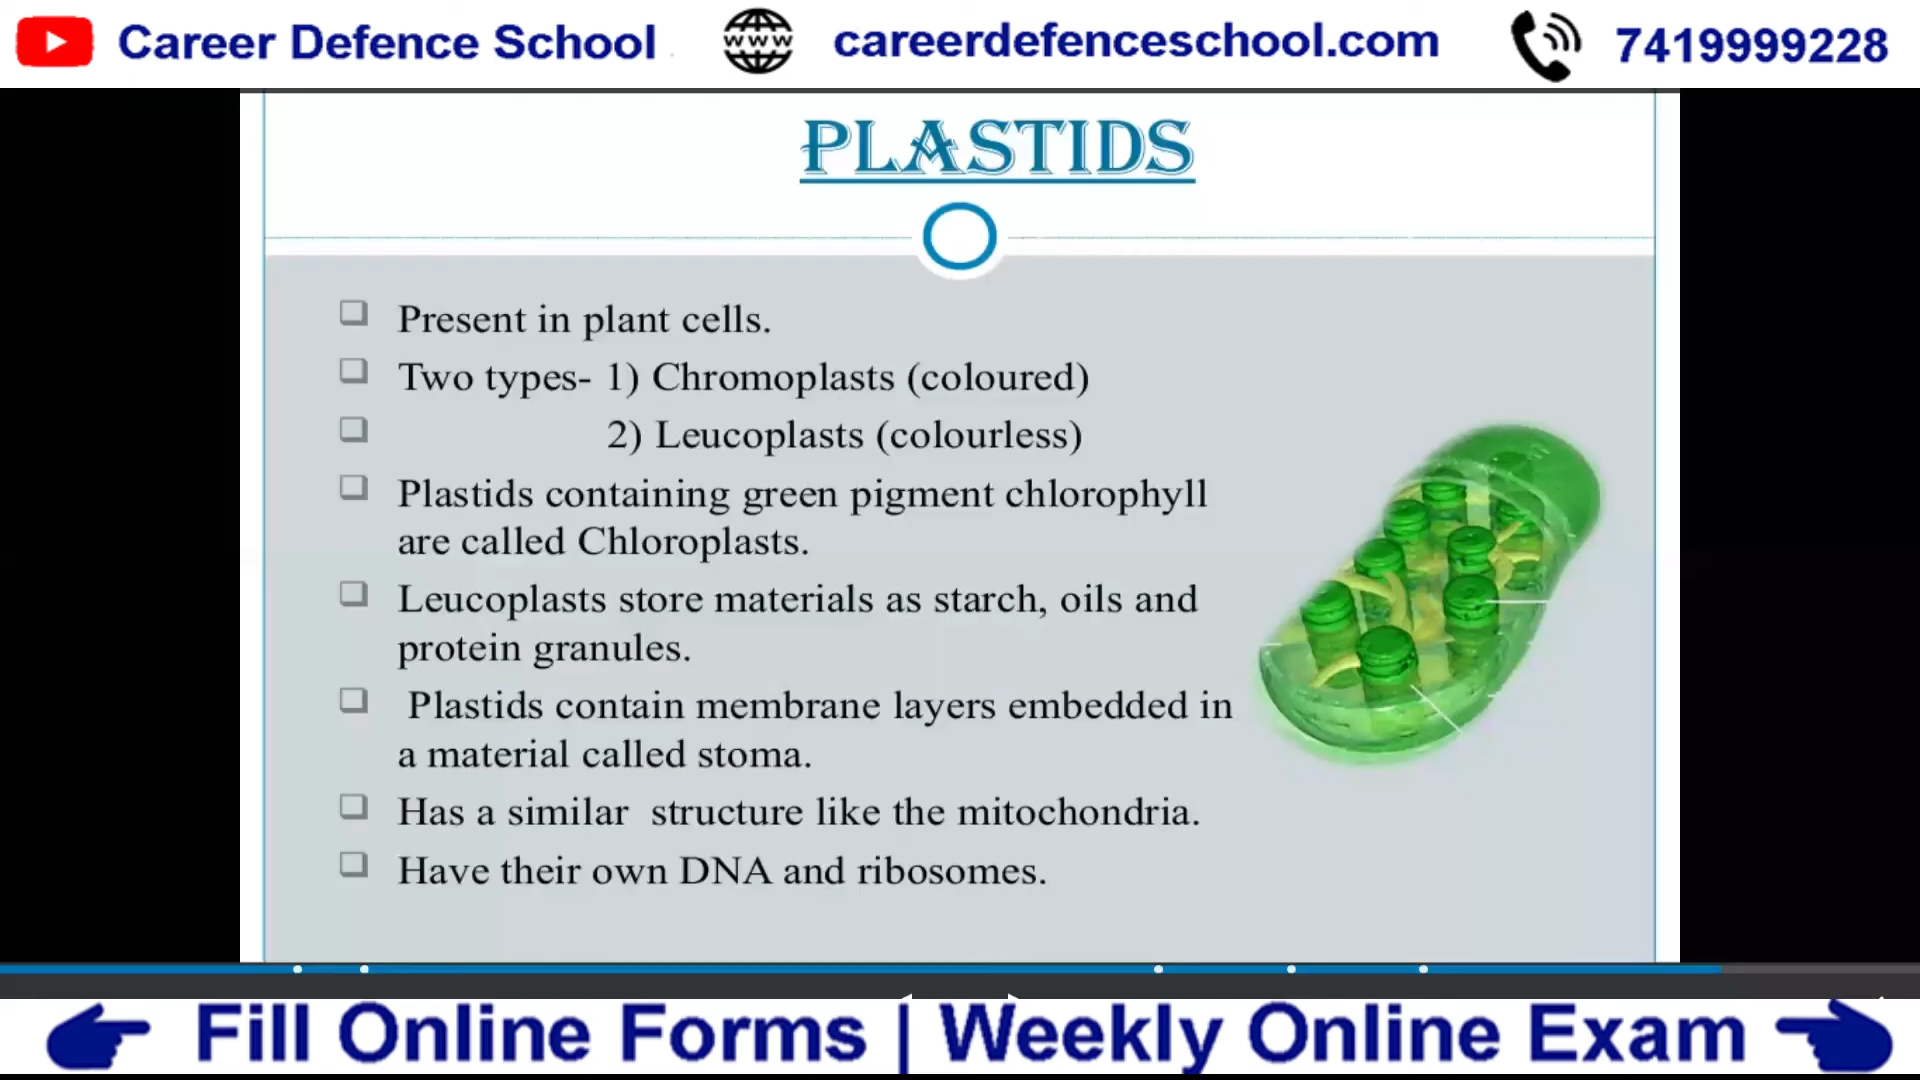 Career Defence School
www
careerdefenceschool.com
7419999228
PLASTIDS
Present in plant cells.
Two types- 1) Chromoplasts (coloured)
2) Leucoplasts (colourless)
Plastids containing green pigment chlorophyll
are called Chloroplasts.
Leucoplasts store materials as starch, oils and
protein granules.
Plastids contain membrane layers embedded in
a material called stoma.
Has a similar structure like the mitochondria.
Have their own DNA and ribosomes.
Fill Online Forms | Weekly Online Exam